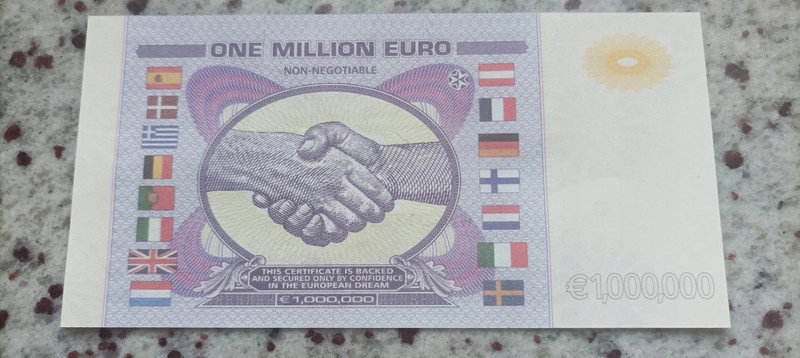 ONE MILLION EURO
NON-NEGOTIABLE
THIS CERTIFICATE IS BACKED
AND SECURED ONLY BY CONFIDENCE
IN THE EUROPEAN DREAM
€1,000,000
€1,000,000